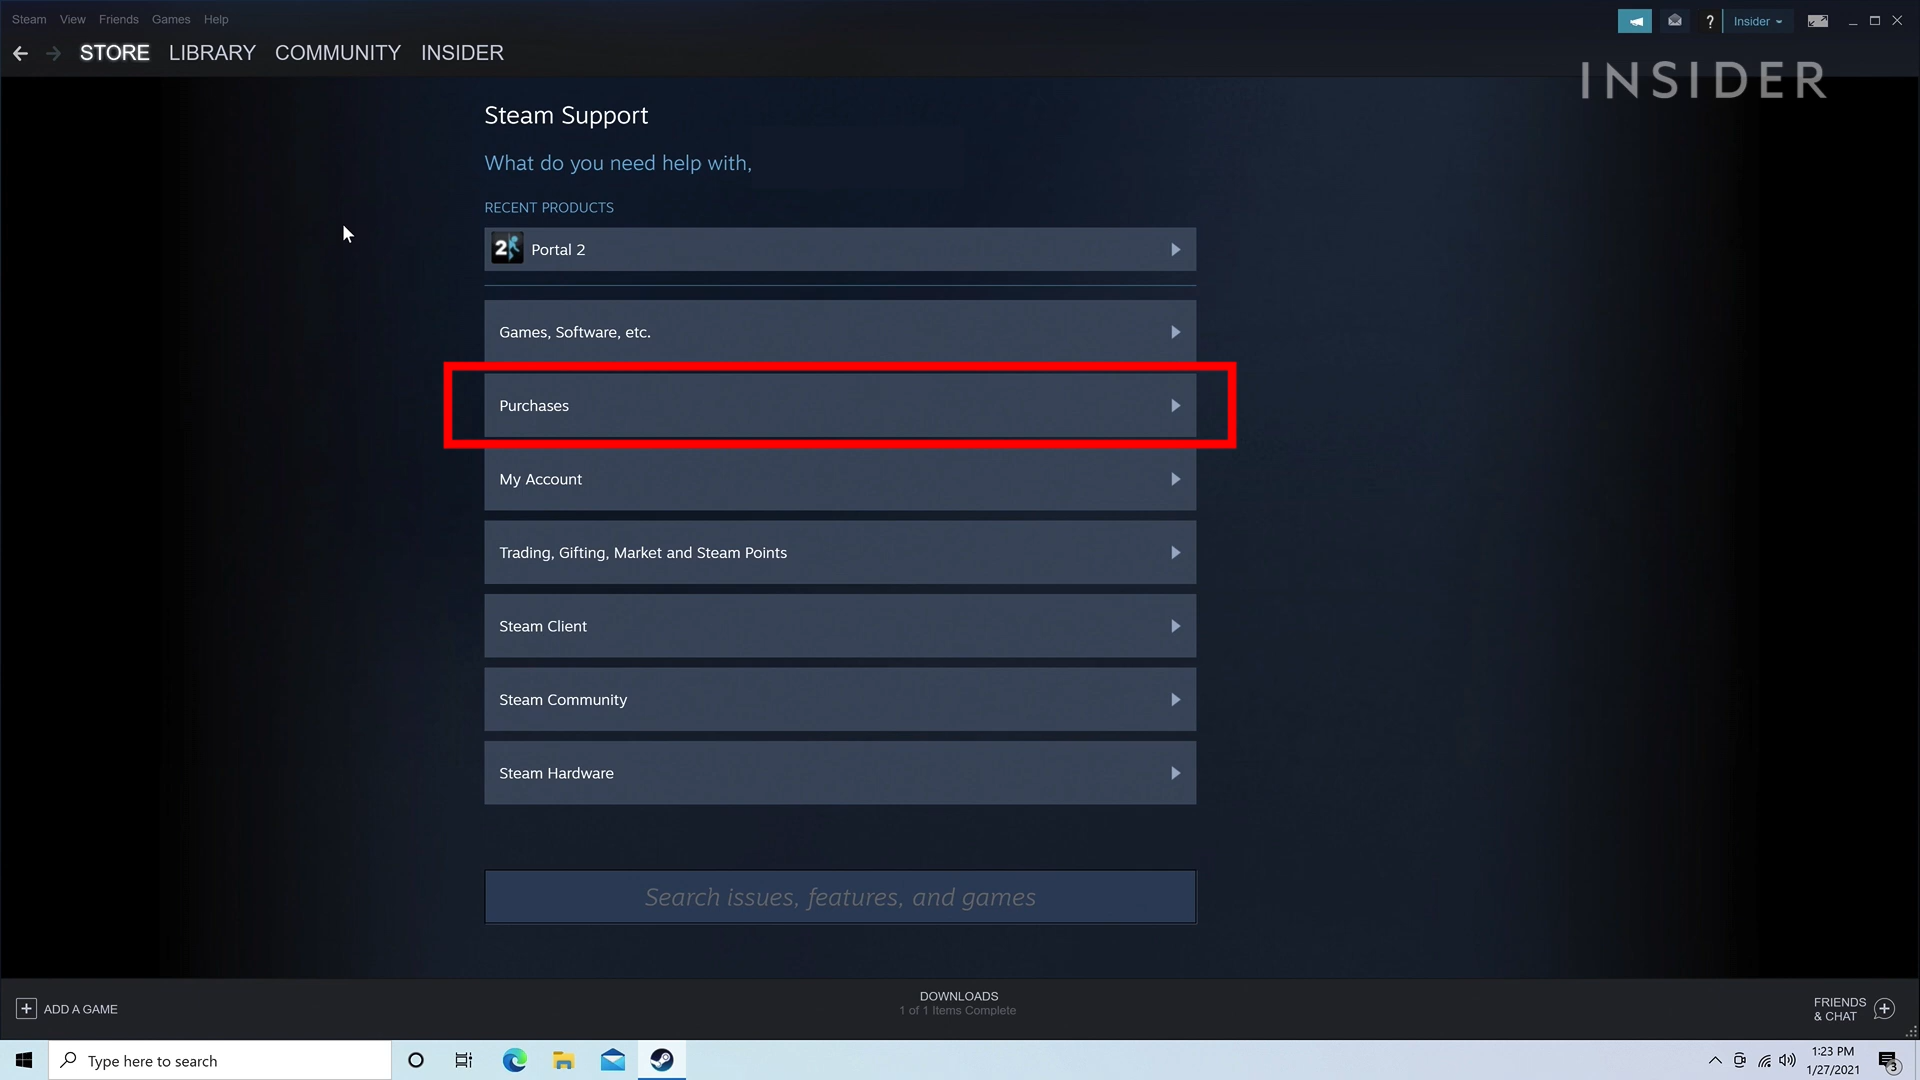 Steam View Friends Games Help
? Insider
STORE LIBRARY COMMUNITY INSIDER
INSIDER
Steam Support
What do you need help with,
RECENT PRODUCTS
2 Portal 2
Games, Software, etc.
Purchases
My Account
Trading, Gifting, Market and Steam Points
Steam Client
Steam Community
Steam Hardware
Search issues, features, and games
+ ADD A GAME
DOWNLOADS
1 of 1 Items Complete
FRIENDS
& CHAT
Type here to search
1:23 PM
1/27/2021
3